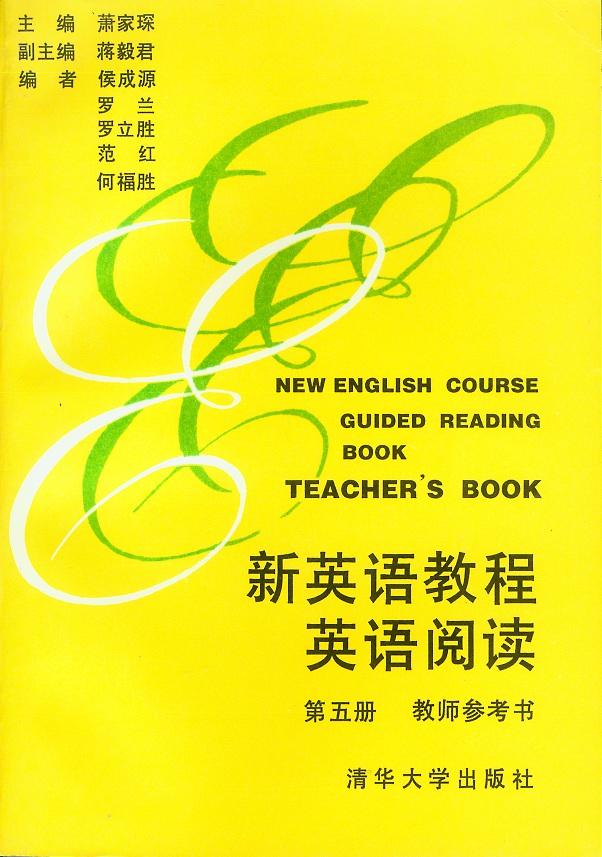 主 编 萧家琛
副主编 蒋毅君
编 者 侯成源
罗 兰
罗立胜
范 红
何福胜
NEW ENGLISH COURSE
GUIDED READING
BOOK
TEACHER'S BOOK
新英语教程
英语阅读
第五册 教师参考书
清华大学出版社